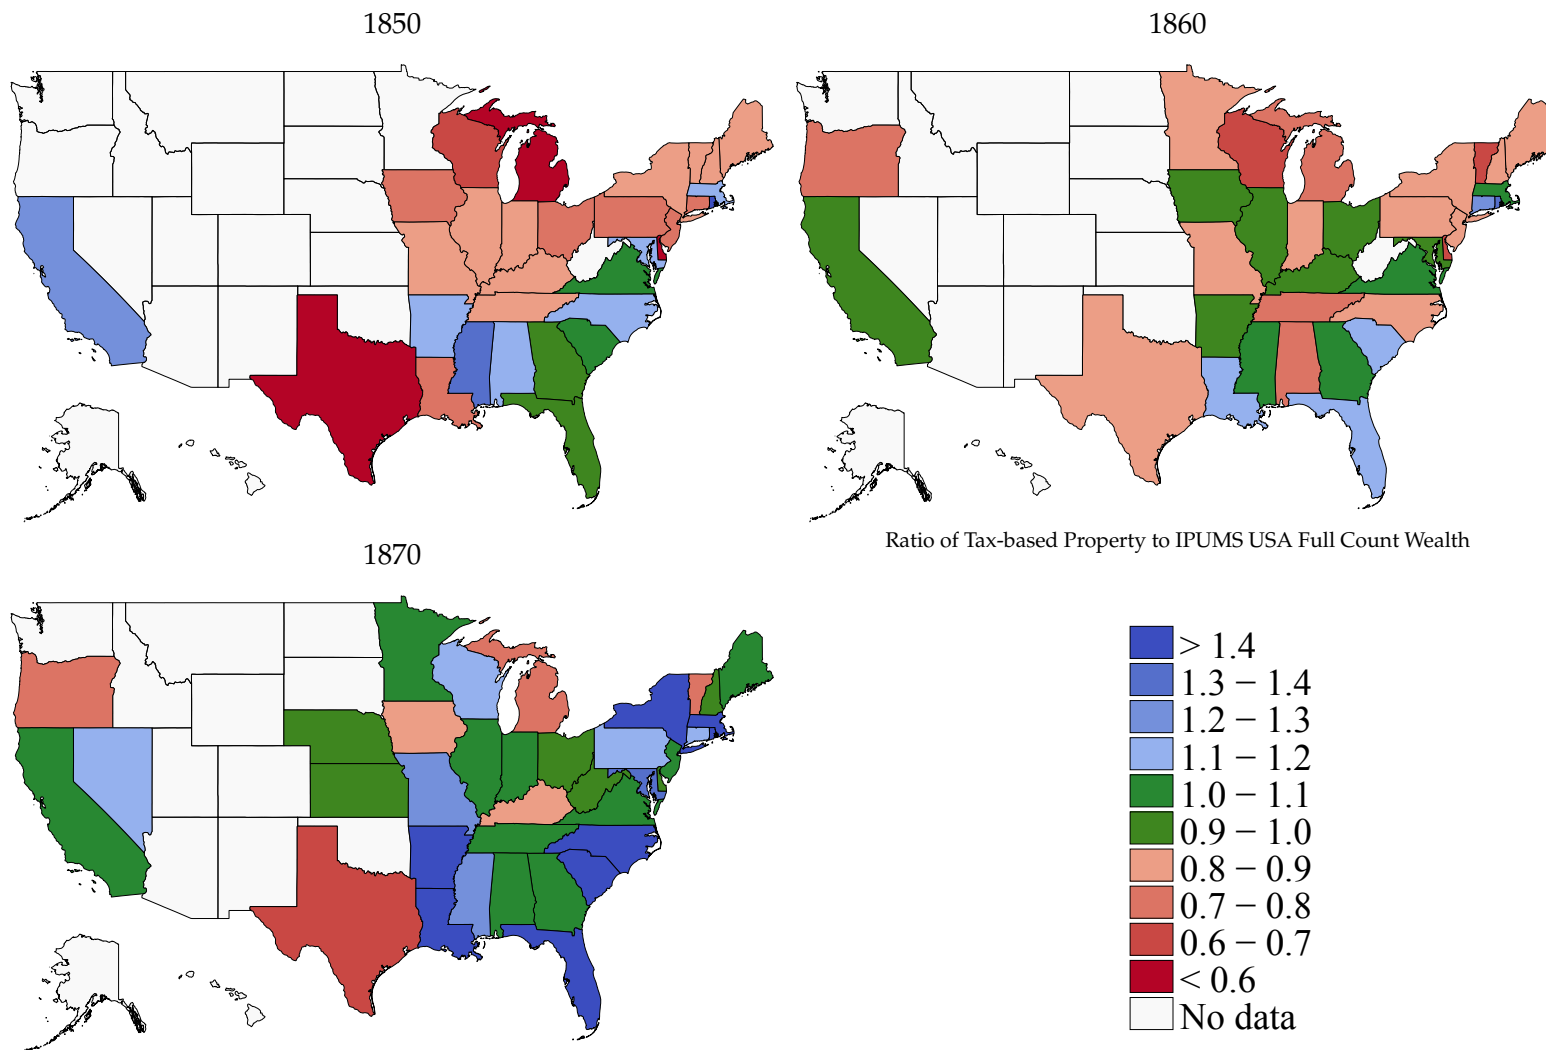 1850
1860
Ratio of Tax-based Property to IPUMS USA Full Count Wealth
1870
> 1.4
1.3 − 1.4
1.2 − 1.3
1.1 − 1.2
1.0 − 1.1
0.9 − 1.0
0.8 − 0.9
0.7 − 0.8
0.6 − 0.7
< 0.6
No data